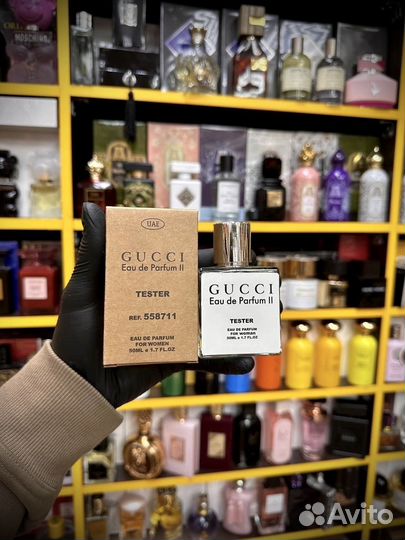 MOSCHINO
UAE
GUCCI
Eau de Parfum II
TESTER
REF. 558711
EAU DE PARFUM
FOR WOMEN
50ML e 1.7 FL.OZ
GUCCI
Eau de Parfum II
TESTER
EAU DE PARFUM
FOR WOMAN
50ML e 1.7 FL.OZ
Avito